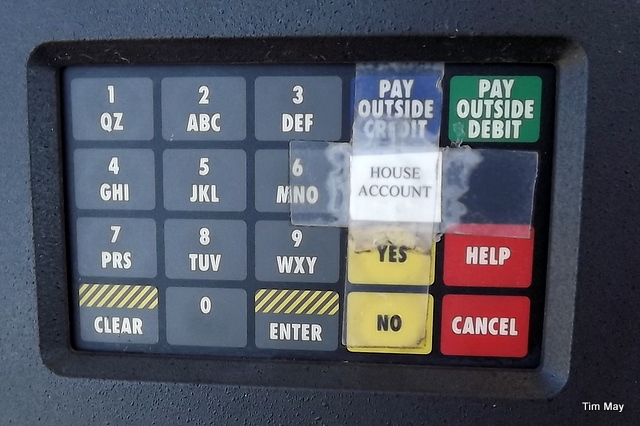 1
QZ
2
ABC
3
DEF
PAY
OUTSIDE
CREDIT
PAY
OUTSIDE
DEBIT
4
GHI
5
JKL
6
MNO
HOUSE
ACCOUNT
7
PRS
8
TUV
9
WXY
YES
HELP
CLEAR
0
ENTER
NO
CANCEL
Tim May